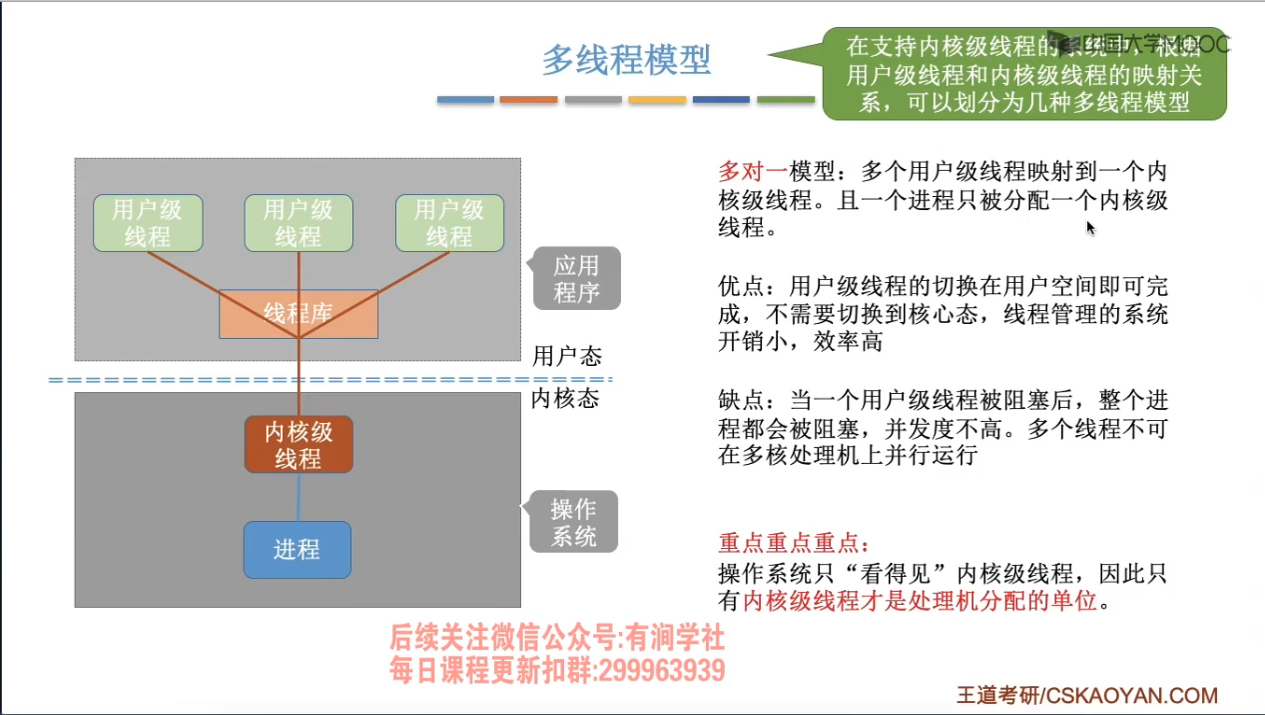 多线程模型
在支持内核级线程的系统中，根据
用户级线程和内核级线程的映射关
系，可以划分为几种多线程模型
中国大学MOOC
用户级
线程
用户级
线程
用户级
线程
线程库
应用
程序
用户态
内核态
内核级
线程
进程
操作
系统
多对一模型：多个用户级线程映射到一个内
核级线程。且一个进程只被分配一个内核级
线程。
优点：用户级线程的切换在用户空间即可完
成，不需要切换到核心态，线程管理的系统
开销小，效率高
缺点：当一个用户级线程被阻塞后，整个进
程都会被阻塞，并发度不高。多个线程不可
在多核处理机上并行运行
重点重点重点：
操作系统只“看得见”内核级线程，因此只
有内核级线程才是处理机分配的单位。
后续关注微信公众号:有涧学社
每日课程更新扣群:299963939
王道考研/CSKAOYAN.COM